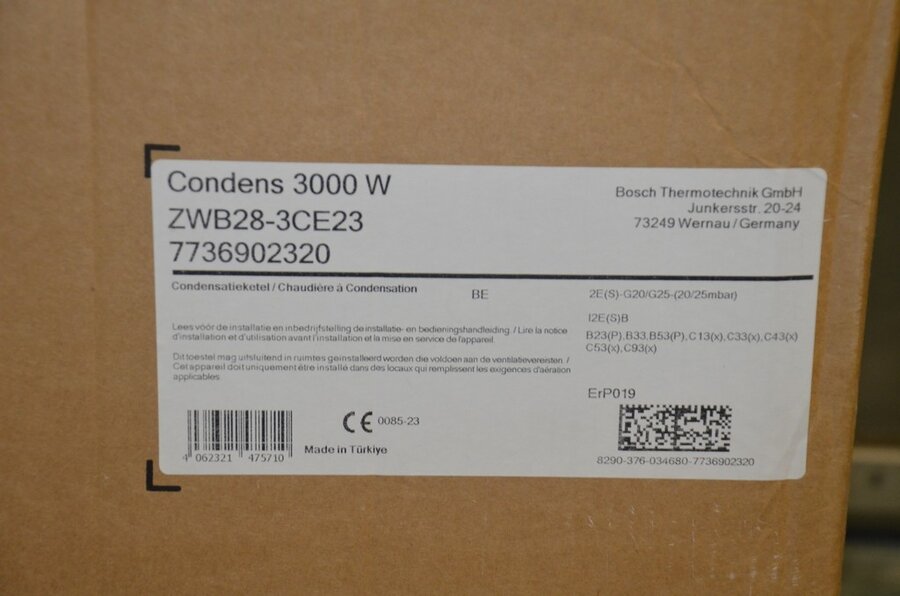 Condens 3000 W
ZWB28-3CE23
7736902320
Bosch Thermotechnik GmbH
Junkersstr. 20-24
73249 Wernau / Germany
Condensatieketel / Chaudière à Condensation
BE
2E(S)-G20/G25-(20/25mbar)
I2E(S)B
B23(P),B33,B53(P),C13(x),C33(x),C43(x)
C53(x),C93(x)
Lees vóór de installatie en inbedrijfstelling de installatie- en bedieningshandleiding. / Lire la notice
d'installation et d'utilisation avant l'installation et la mise en service de l'appareil
Dit toestel mag uitsluitend in ruimtes geïnstalleerd worden die voldoen aan de ventilatievereisten. /
Cet appareil doit uniquement être installé dans des locaux qui remplissent les exigences d'aération
applicables.
ErP019
CE 0085-23
Made in Türkiye
4 062321 475710
8290-376-034680-7736902320